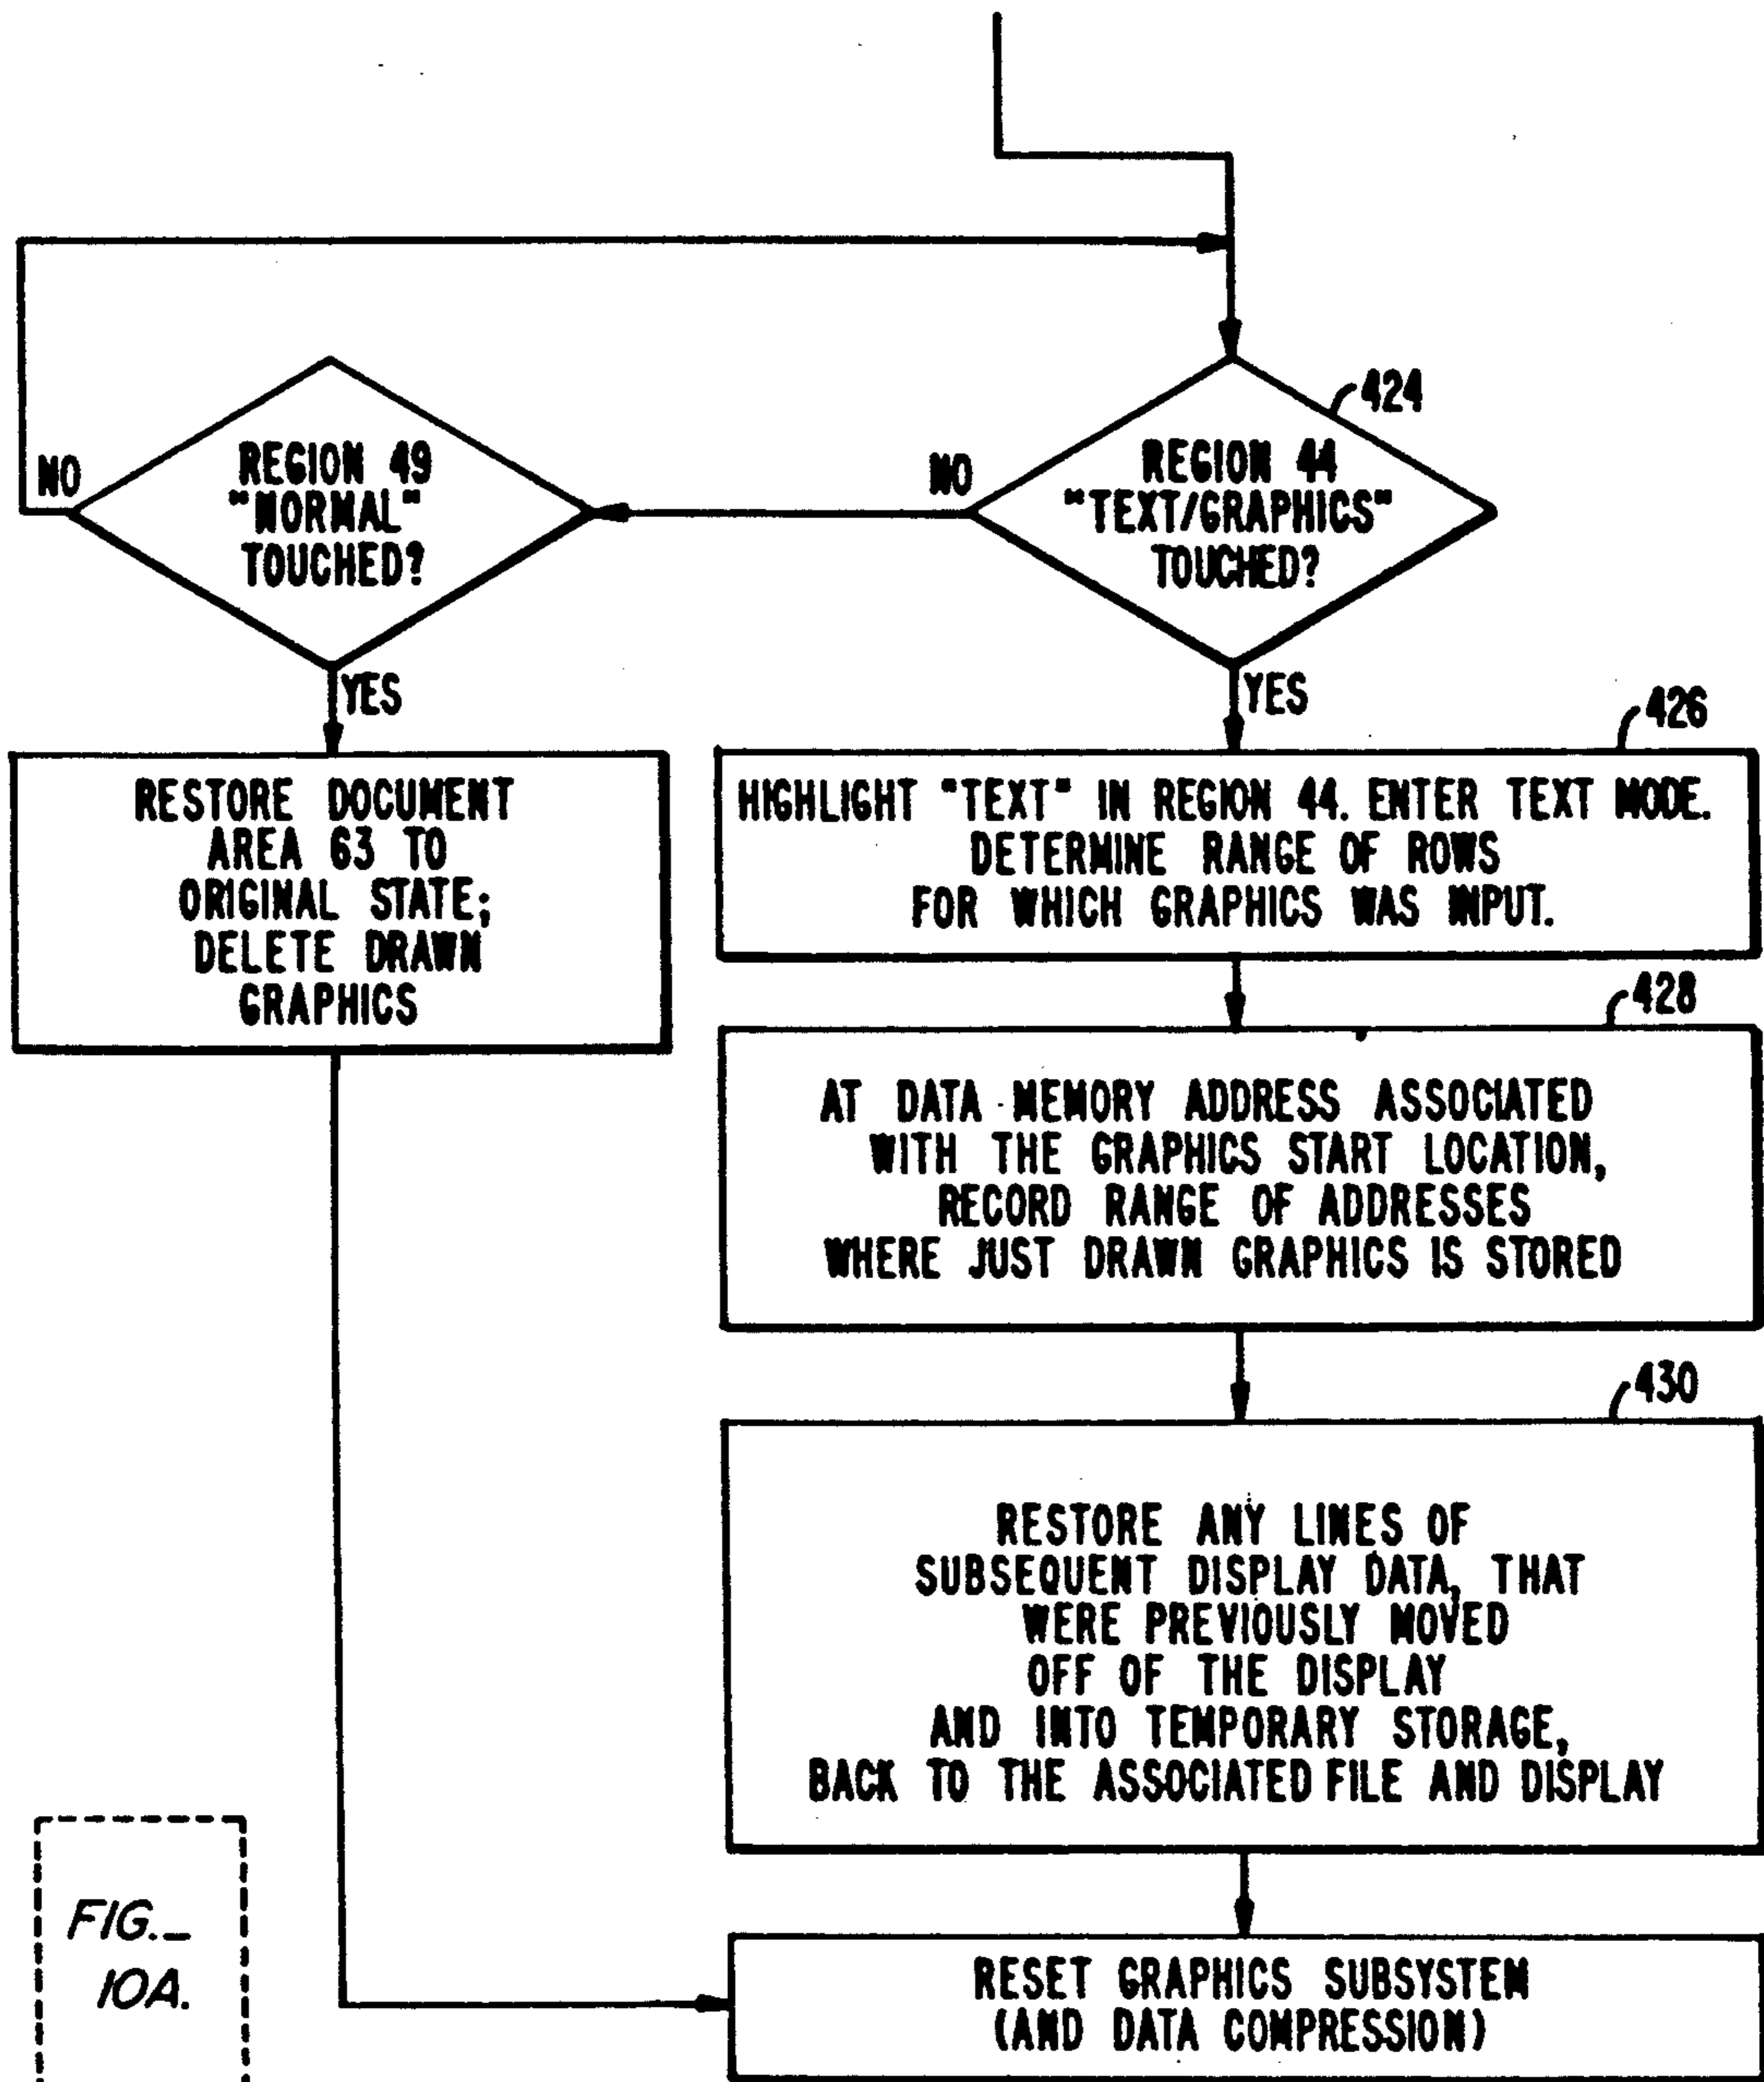 424
REGION 49
"NORMAL"
TOUCHED?
NO
YES
REGION 44
"TEXT/GRAPHICS"
TOUCHED?
NO
YES
426
RESTORE DOCUMENT
AREA 63 TO
ORIGINAL STATE;
DELETE DRAWN
GRAPHICS
HIGHLIGHT "TEXT" IN REGION 44. ENTER TEXT MODE.
DETERMINE RANGE OF ROWS
FOR WHICH GRAPHICS WAS INPUT.
428
AT DATA MEMORY ADDRESS ASSOCIATED
WITH THE GRAPHICS START LOCATION,
RECORD RANGE OF ADDRESSES
WHERE JUST DRAWN GRAPHICS IS STORED
430
RESTORE ANY LINES OF
SUBSEQUENT DISPLAY DATA, THAT
WERE PREVIOUSLY MOVED
OFF OF THE DISPLAY
AND INTO TEMPORARY STORAGE,
BACK TO THE ASSOCIATED FILE AND DISPLAY
RESET GRAPHICS SUBSYSTEM
(AND DATA COMPRESSION)
FIG._
10A.